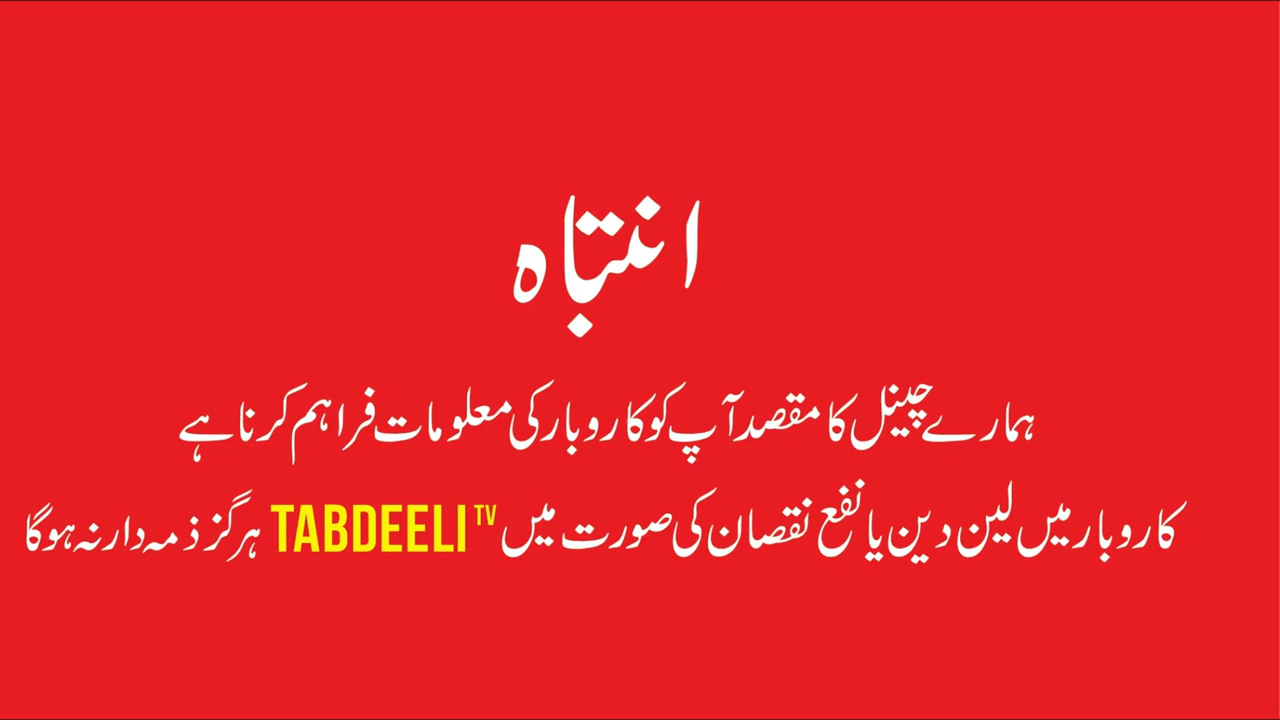 انتباہ
ہمارے چینل کا مقصد آپ کو کاروبار کی معلومات فراہم کرنا ہے
کاروبار میں لین دین یا نفع نقصان کی صورت میں TABDEELI TV ہرگز ذمہ دار نہ ہوگا